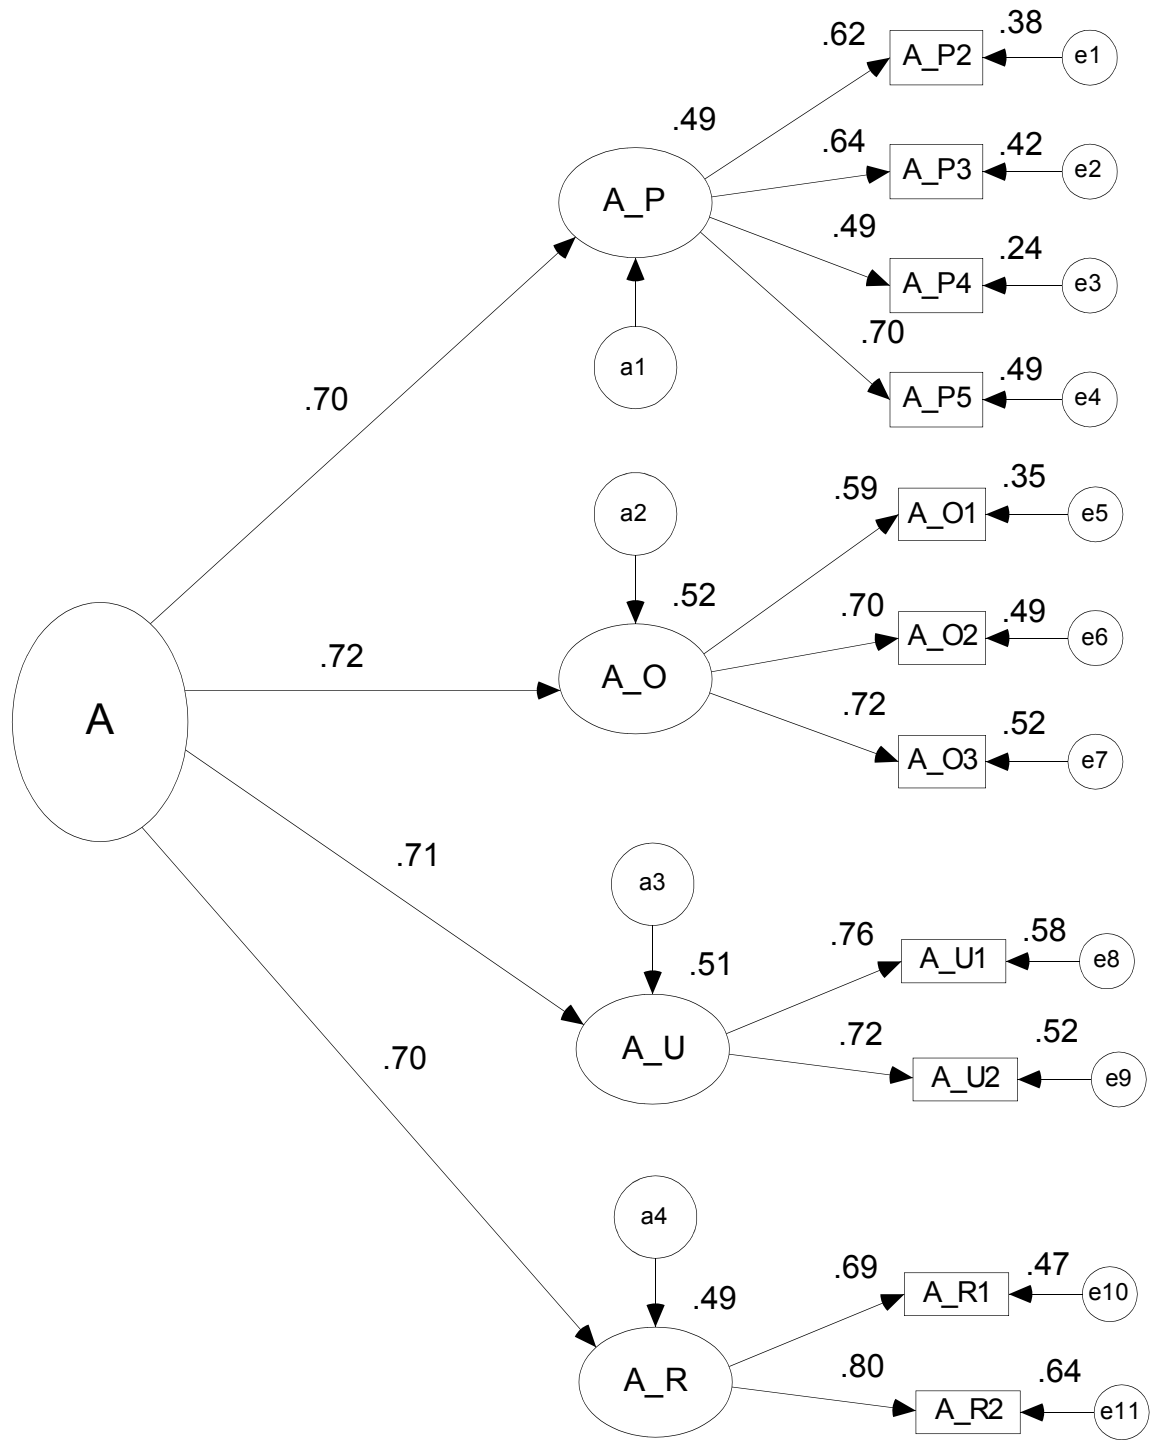 .62
A_P2
.38
e1
.49
.64
A_P3
.42
e2
A_P
.49
A_P4
.24
e3
.70
A_P5
.49
e4
a1
.70
a2
.59
A_O1
.35
e5
.52
.70
A_O2
.49
e6
A_O
.72
A_O3
.52
e7
.72
A
.71
a3
.76
A_U1
.58
e8
.51
A_U
.72
A_U2
.52
e9
.70
a4
.69
A_R1
.47
e10
.49
A_R
.80
A_R2
.64
e11